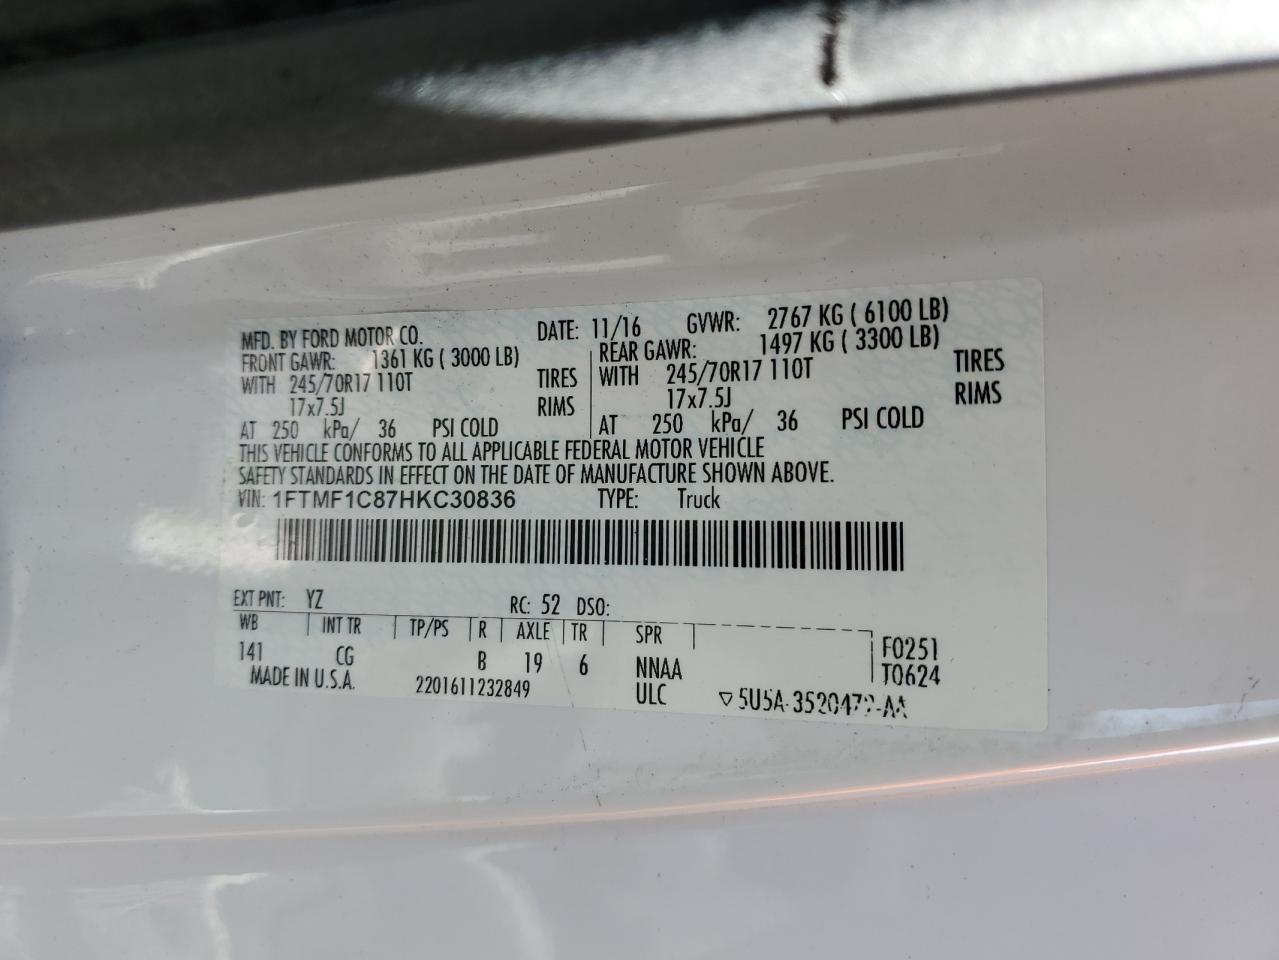 MFD. BY FORD MOTOR CO. DATE: 11/16 GVWR: 2767 KG ( 6100 LB)
FRONT GAWR: 1361 KG ( 3000 LB) REAR GAWR: 1497 KG ( 3300 LB)
WITH 245/70R17 110T TIRES WITH 245/70R17 110T TIRES
17x7.5J RIMS 17x7.5J RIMS
AT 250 kPa/ 36 PSI COLD AT 250 kPa/ 36 PSI COLD
THIS VEHICLE CONFORMS TO ALL APPLICABLE FEDERAL MOTOR VEHICLE
SAFETY STANDARDS IN EFFECT ON THE DATE OF MANUFACTURE SHOWN ABOVE.
VIN: 1FTMF1C87HKC30836 TYPE: Truck
EXT PNT: YZ RC: 52 DSO:
WB INT TR TP/PS R AXLE TR SPR F0251
141 CG B 19 6 NNAA T0624
MADE IN U.S.A. 2201611232849 ULC